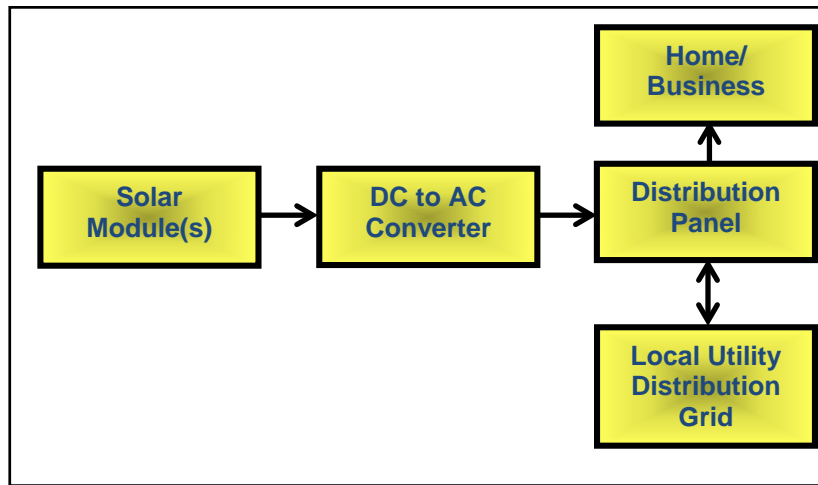 Home/
Business
Solar
Module(s)
DC to AC
Converter
Distribution
Panel
Local Utility
Distribution
Grid